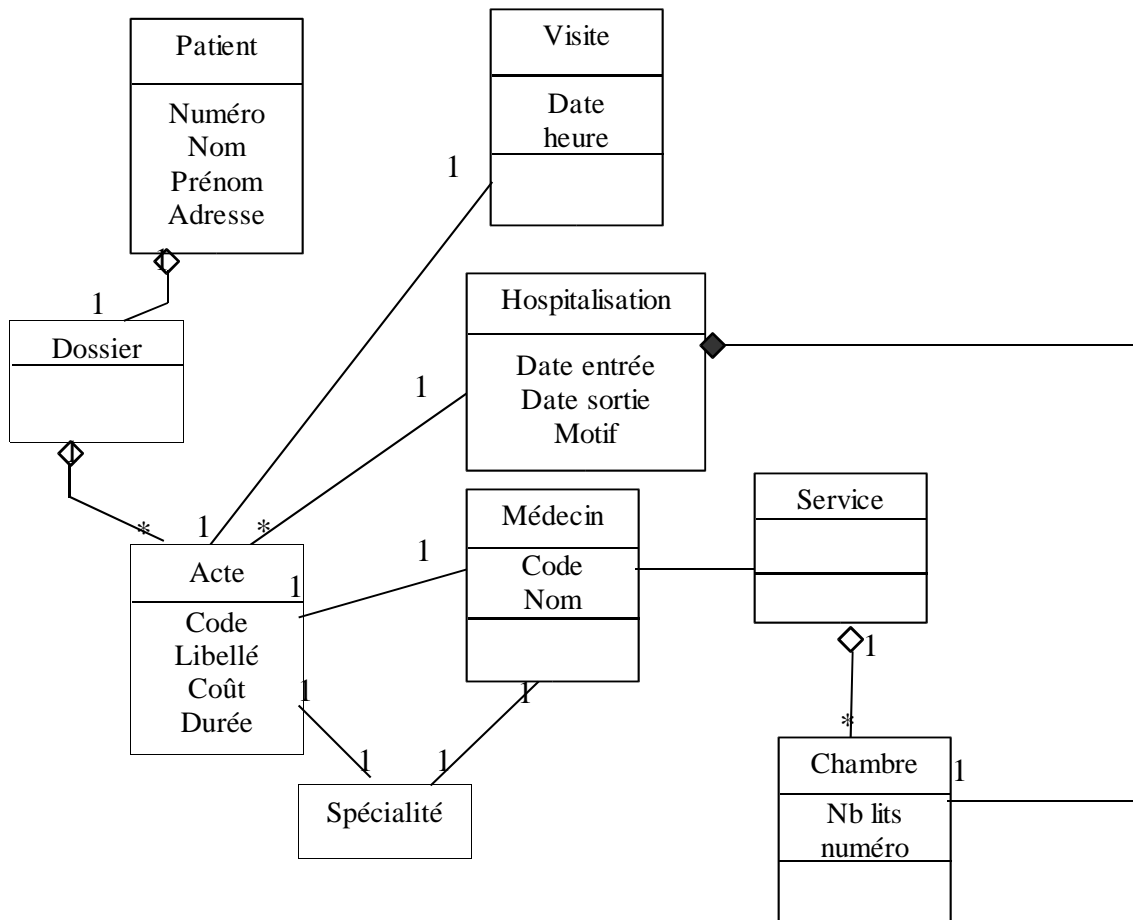 Patient
Numéro
Nom
Prénom
Adresse
1
1
Dossier
1
*
Visite
Date
heure
1
1
Hospitalisation
Date entrée
Date sortie
Motif
1
*
Acte
Code
Libellé
Coût
Durée
1
1
Médecin
Code
Nom
1
1
1
1
Spécialité
Service
1
*
Chambre
Nb lits
numéro
1